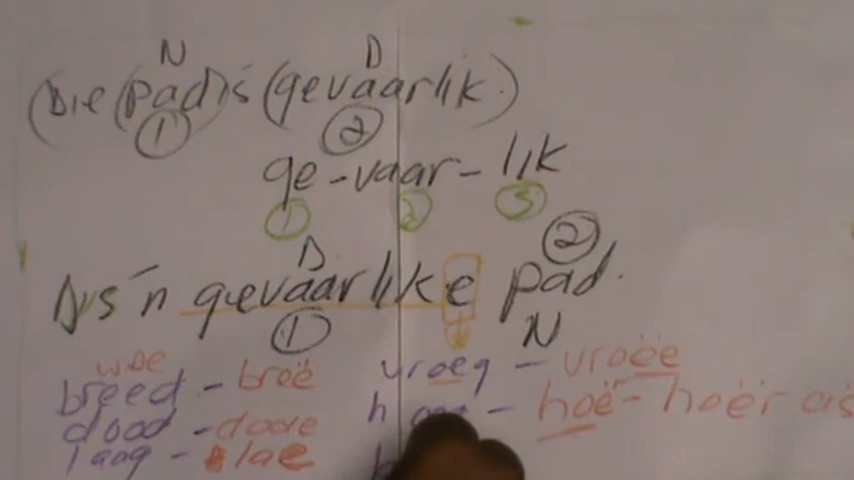 N D
(Die (pad) is (gevaarlik.)
1 2
ge - vaar - lik
1 2 3
2
D
Dis 'n gevaarlike pad.
1 N
breed - breë vroeg - vroeë
dood - dooie hoë - hoër as
laag - lae